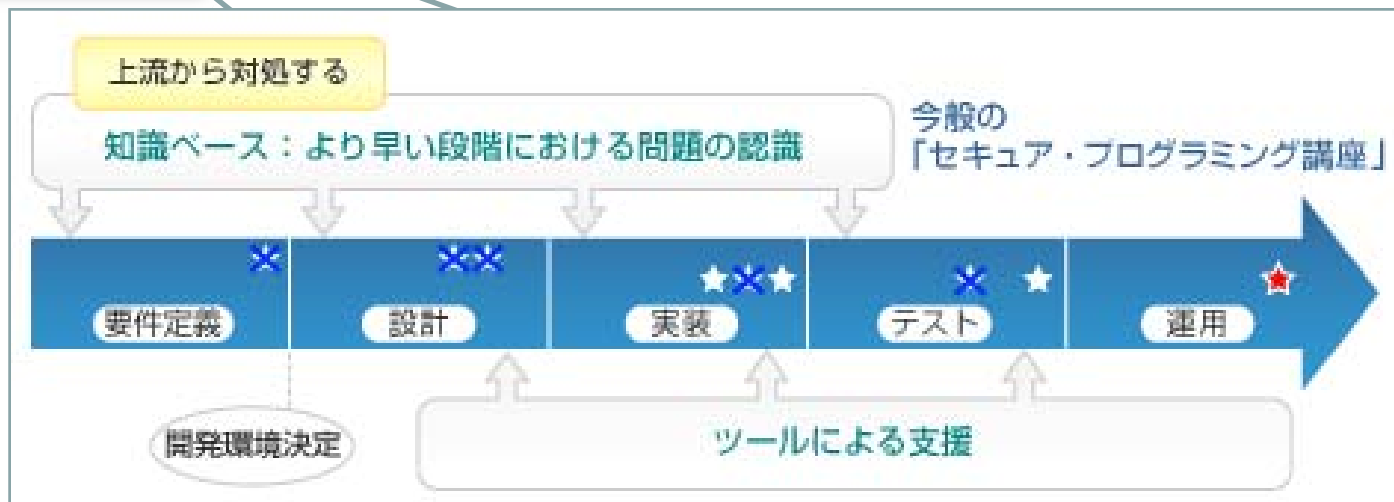 上流から対処する
知識ベース：より早い段階における問題の認識
今般の
「セキュア・プログラミング講座」
要件定義
設計
実装
テスト
運用
開発環境決定
ツールによる支援